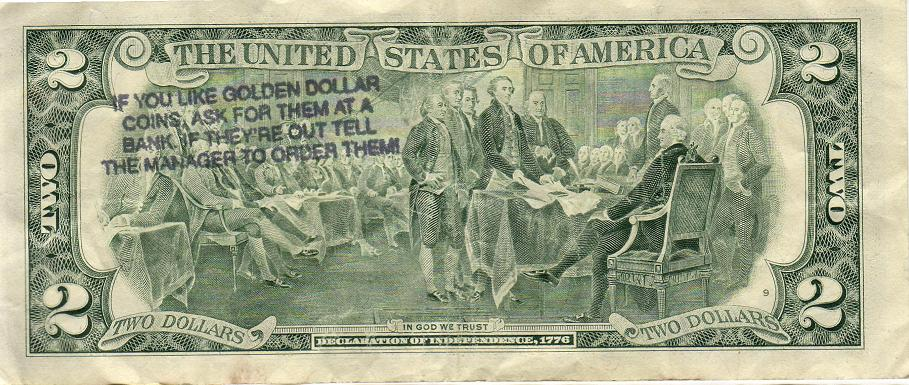 THE UNITED STATES OF AMERICA
2
2
IF YOU LIKE GOLDEN DOLLAR
COINS, ASK FOR THEM AT A
BANK. IF THEY'RE OUT TELL
THE MANAGER TO ORDER THEM!
TWO
TWO
9
2
2
TWO DOLLARS
IN GOD WE TRUST
TWO DOLLARS
DECLARATION OF INDEPENDENCE, 1776